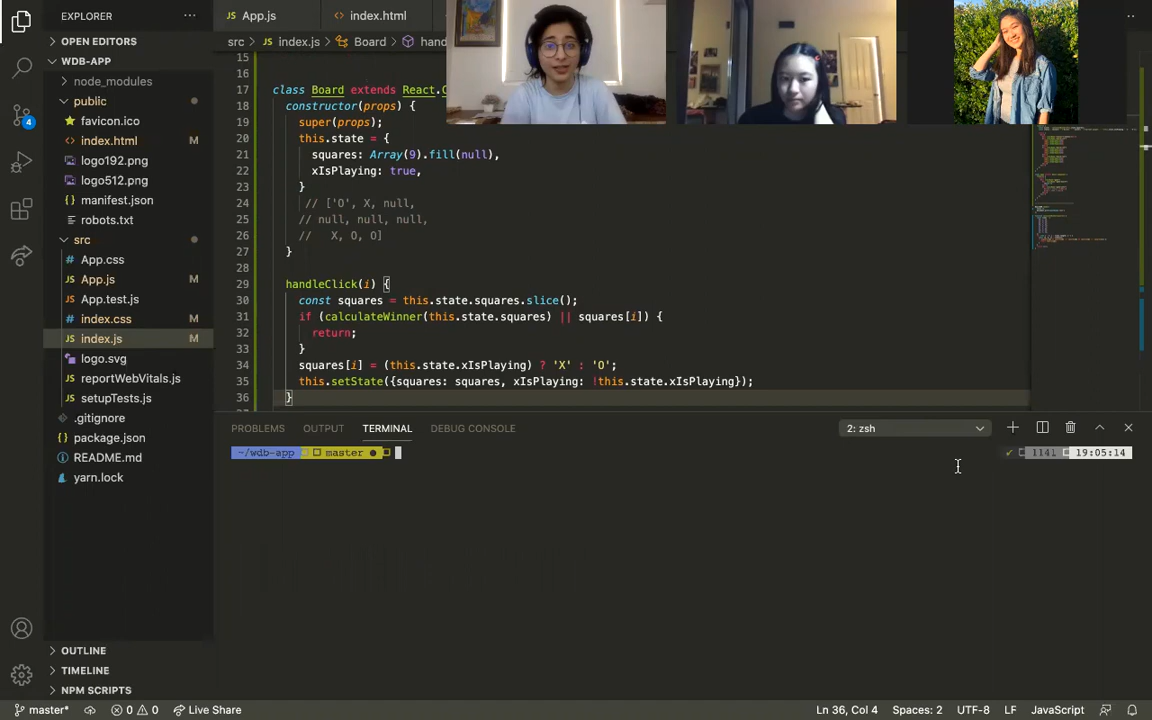 EXPLORER
App.js
index.html
OPEN EDITORS
src > index.js > Board > hand
WDB-APP
node_modules
public
favicon.ico
index.html M
logo192.png
logo512.png
manifest.json
robots.txt
src
App.css
App.js M
App.test.js
index.css M
index.js M
logo.svg
reportWebVitals.js
setupTests.js
.gitignore
package.json
README.md
yarn.lock
OUTLINE
TIMELINE
NPM SCRIPTS
4
15
16
17 class Board extends React.C
18 constructor(props) {
19 super(props);
20 this.state = {
21 squares: Array(9).fill(null),
22 xIsPlaying: true,
23 }
24 // ['O', X, null,
25 // null, null, null,
26 // X, O, O]
27 }
28
29 handleClick(i) {
30 const squares = this.state.squares.slice();
31 if (calculateWinner(this.state.squares) || squares[i]) {
32 return;
33 }
34 squares[i] = (this.state.xIsPlaying) ? 'X' : 'O';
35 this.setState({squares: squares, xIsPlaying: !this.state.xIsPlaying});
36 }
PROBLEMS OUTPUT TERMINAL DEBUG CONSOLE 2: zsh
~/wdb-app master ● ✓ 1141 19:05:14
master* 0 0 Live Share Ln 36, Col 4 Spaces: 2 UTF-8 LF JavaScript